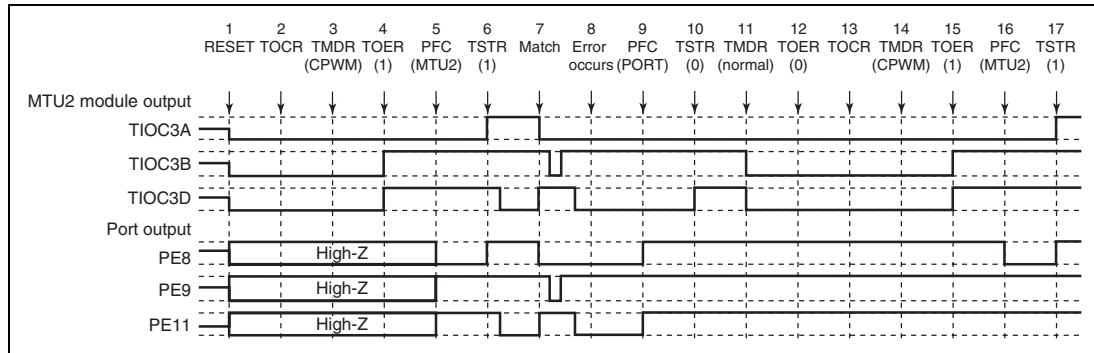 1 2 3 4 5 6 7 8 9 10 11 12 13 14 15 16 17
RESET TOCR TMDR TOER PFC TSTR Match Error PFC TSTR TMDR TOER TOCR TMDR TOER PFC TSTR
(CPWM) (1) (MTU2) (1) occurs (PORT) (0) (normal) (0) (CPWM) (1) (MTU2) (1)
MTU2 module output
TIOC3A
TIOC3B
TIOC3D
Port output
PE8 High-Z
PE9 High-Z
PE11 High-Z